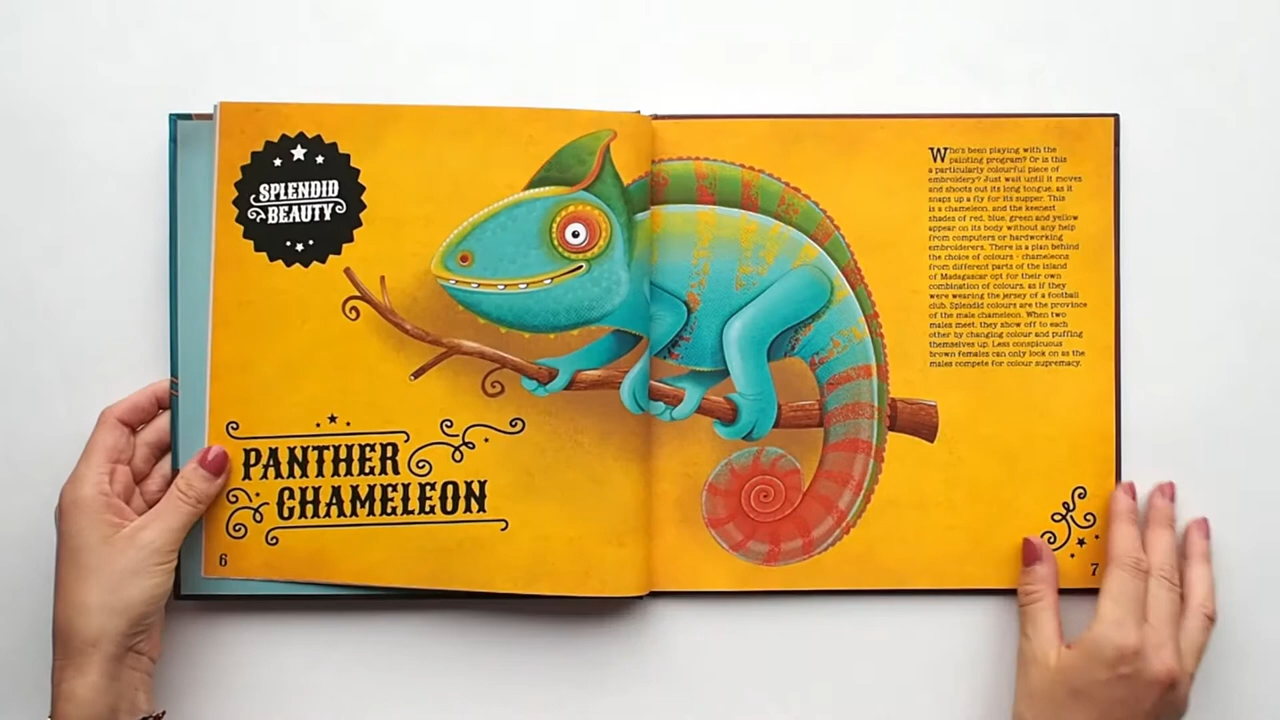 SPLENDID
BEAUTY
PANTHER
CHAMELEON
6
Who's been playing with the
painting program? Or is this
a particularly colourful piece of
embroidery? Just wait until it moves
and shoots out its long tongue, as it
snaps up a fly for its supper. This
is a chameleon, and the keenest
shades of red, blue, green and yellow
appear on its body without any help
from computers or hardworking
embroiderers. There is a plan behind
the choice of colours - chameleons
from different parts of the island
of Madagascar opt for their own
combination of colours, as if they
were wearing the jersey of a football
club. Splendid colours are the province
of the male chameleon. When two
males meet, they show off to each
other by changing colour and puffing
themselves up. Less conspicuous
brown females can only look on as the
males compete for colour supremacy.
7